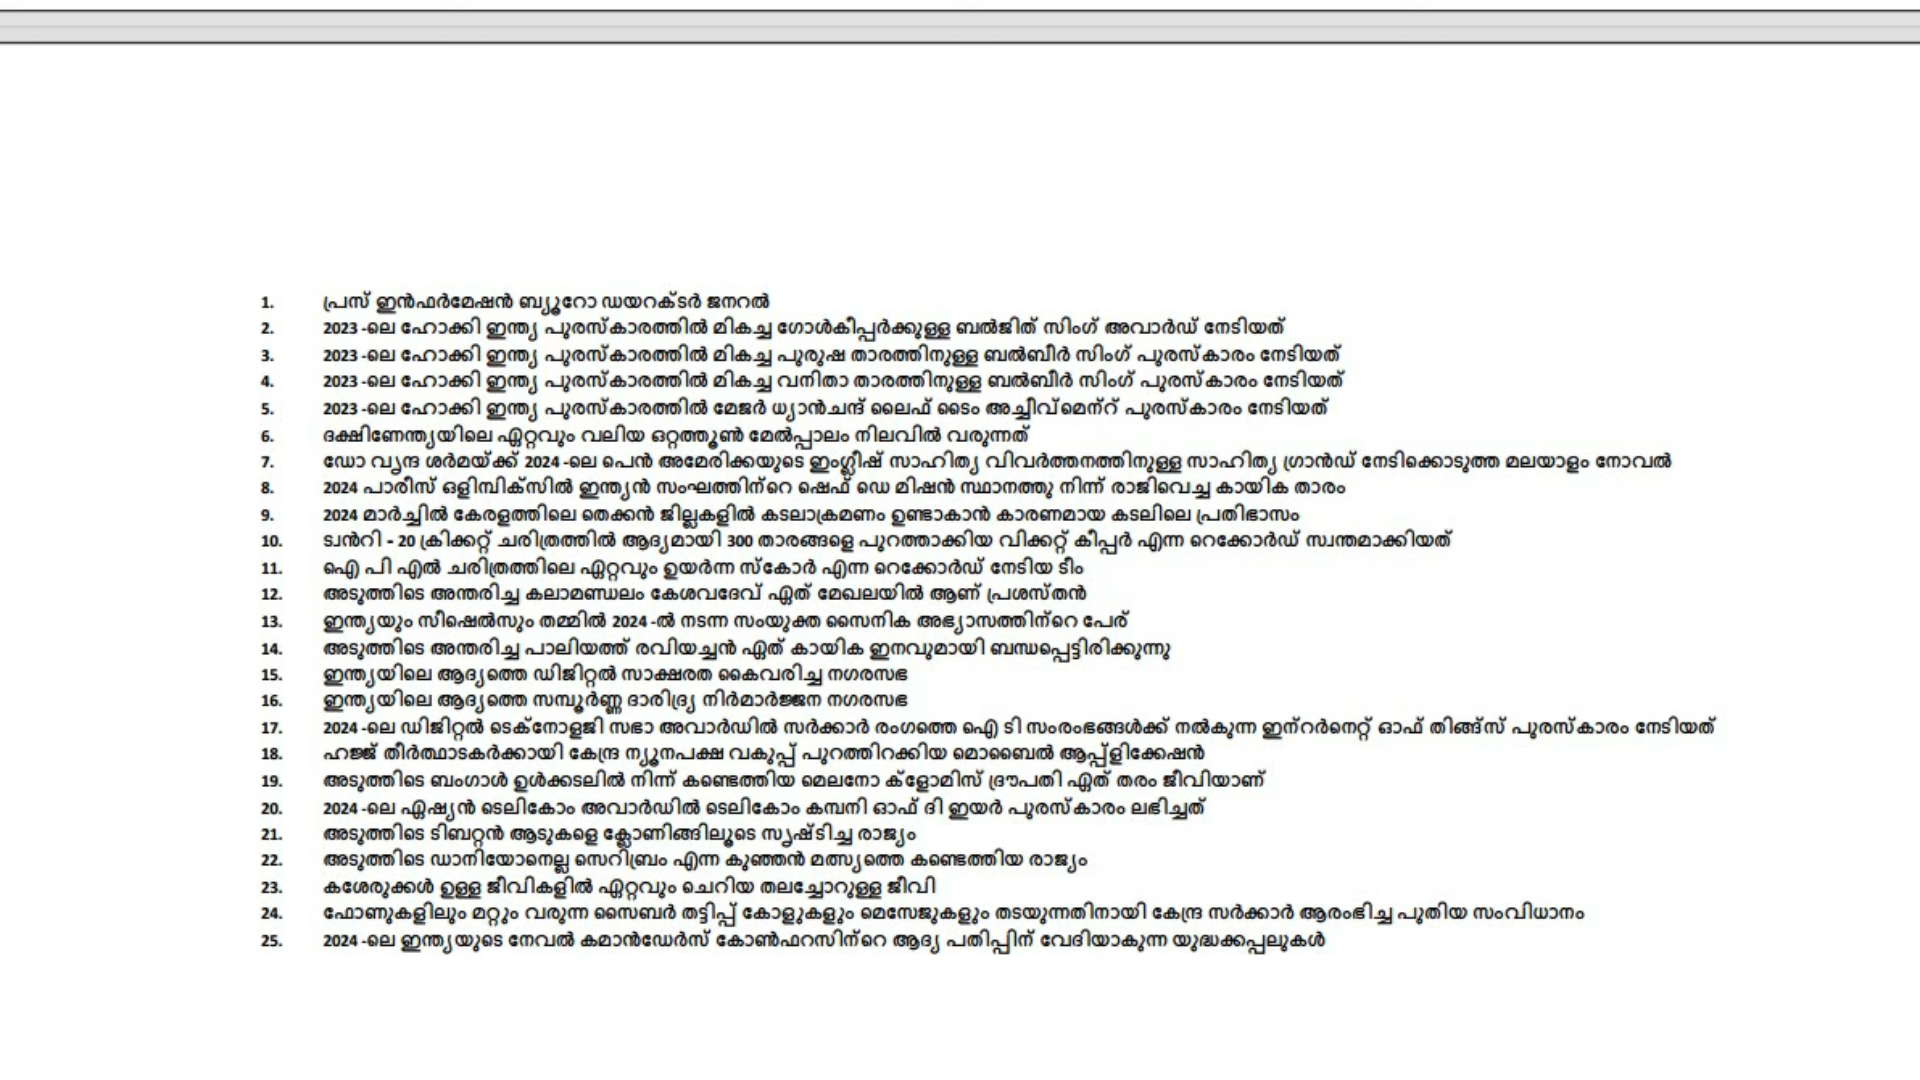 1. പ്രസ് ഇൻഫർമേഷൻ ബ്യൂറോ ഡയറക്ടർ ജനറൽ
2. 2023 -ലെ ഹോക്കി ഇന്ത്യ പുരസ്കാരത്തിൽ മികച്ച ഗോൾകീപ്പർക്കുള്ള ബൽജിത് സിംഗ് അവാർഡ് നേടിയത്
3. 2023 -ലെ ഹോക്കി ഇന്ത്യ പുരസ്കാരത്തിൽ മികച്ച പുരുഷ താരത്തിനുള്ള ബൽബീർ സിംഗ് പുരസ്കാരം നേടിയത്
4. 2023 -ലെ ഹോക്കി ഇന്ത്യ പുരസ്കാരത്തിൽ മികച്ച വനിതാ താരത്തിനുള്ള ബൽബീർ സിംഗ് പുരസ്കാരം നേടിയത്
5. 2023 -ലെ ഹോക്കി ഇന്ത്യ പുരസ്കാരത്തിൽ മേജർ ധ്യാൻചന്ദ് ലൈഫ് ടൈം അച്ചീവ്മെന്റ് പുരസ്കാരം നേടിയത്
6. ദക്ഷിണേന്ത്യയിലെ ഏറ്റവും വലിയ ഒറ്റത്തൂൺ മേൽപ്പാലം നിലവിൽ വരുന്നത്
7. ഡോ വൃന്ദ ശർമയ്ക്ക് 2024 -ലെ പെൻ അമേരിക്കയുടെ ഇംഗ്ലീഷ് സാഹിത്യ വിവർത്തനത്തിനുള്ള സാഹിത്യ ഗ്രാൻഡ് നേടിക്കൊടുത്ത മലയാളം നോവൽ
8. 2024 പാരീസ് ഒളിമ്പിക്സിൽ ഇന്ത്യൻ സംഘത്തിന്റെ ഷെഫ് ഡെ മിഷൻ സ്ഥാനത്തു നിന്ന് രാജിവെച്ച കായിക താരം
9. 2024 മാർച്ചിൽ കേരളത്തിലെ തെക്കൻ ജില്ലകളിൽ കടലാക്രമണം ഉണ്ടാകാൻ കാരണമായ കടലിലെ പ്രതിഭാസം
10. ട്വൻറി - 20 ക്രിക്കറ്റ് ചരിത്രത്തിൽ ആദ്യമായി 300 താരങ്ങളെ പുറത്താക്കിയ വിക്കറ്റ് കീപ്പർ എന്ന റെക്കോർഡ് സ്വന്തമാക്കിയത്
11. ഐ പി എൽ ചരിത്രത്തിലെ ഏറ്റവും ഉയർന്ന സ്കോർ എന്ന റെക്കോർഡ് നേടിയ ടീം
12. അടുത്തിടെ അന്തരിച്ച കലാമണ്ഡലം കേശവദേവ് ഏത് മേഖലയിൽ ആണ് പ്രശസ്തൻ
13. ഇന്ത്യയും സീഷെൽസും തമ്മിൽ 2024 -ൽ നടന്ന സംയുക്ത സൈനിക അഭ്യാസത്തിന്റെ പേര്
14. അടുത്തിടെ അന്തരിച്ച പാലിയത്ത് രവിയച്ചൻ ഏത് കായിക ഇനവുമായി ബന്ധപ്പെട്ടിരിക്കുന്നു
15. ഇന്ത്യയിലെ ആദ്യത്തെ ഡിജിറ്റൽ സാക്ഷരത കൈവരിച്ച നഗരസഭ
16. ഇന്ത്യയിലെ ആദ്യത്തെ സമ്പൂർണ്ണ ദാരിദ്ര്യ നിർമാർജ്ജന നഗരസഭ
17. 2024 -ലെ ഡിജിറ്റൽ ടെക്നോളജി സഭാ അവാർഡിൽ സർക്കാർ രംഗത്തെ ഐ ടി സംരംഭങ്ങൾക്ക് നൽകുന്ന ഇന്റർനെറ്റ് ഓഫ് തിങ്ങ്സ് പുരസ്കാരം നേടിയത്
18. ഹജ്ജ് തീർത്ഥാടകർക്കായി കേന്ദ്ര ന്യൂനപക്ഷ വകുപ്പ് പുറത്തിറക്കിയ മൊബൈൽ ആപ്പ്ളിക്കേഷൻ
19. അടുത്തിടെ ബംഗാൾ ഉൾക്കടലിൽ നിന്ന് കണ്ടെത്തിയ മെലനോ ക്ളോമിസ് ദ്രൗപതി ഏത് തരം ജീവിയാണ്
20. 2024 -ലെ ഏഷ്യൻ ടെലികോം അവാർഡിൽ ടെലികോം കമ്പനി ഓഫ് ദി ഇയർ പുരസ്കാരം ലഭിച്ചത്
21. അടുത്തിടെ ടിബറ്റൻ ആടുകളെ ക്ലോണിങ്ങിലൂടെ സൃഷ്ടിച്ച രാജ്യം
22. അടുത്തിടെ ഡാനിയോനെല്ല സെറിബ്രം എന്ന കുഞ്ഞൻ മത്സ്യത്തെ കണ്ടെത്തിയ രാജ്യം
23. കശേരുക്കൾ ഉള്ള ജീവികളിൽ ഏറ്റവും ചെറിയ തലച്ചോറുള്ള ജീവി
24. ഫോണുകളിലും മറ്റും വരുന്ന സൈബർ തട്ടിപ്പ് കോളുകളും മെസേജുകളും തടയുന്നതിനായി കേന്ദ്ര സർക്കാർ ആരംഭിച്ച പുതിയ സംവിധാനം
25. 2024 -ലെ ഇന്ത്യയുടെ നേവൽ കമാൻഡേർസ് കോൺഫറസിന്റെ ആദ്യ പതിപ്പിന് വേദിയാകുന്ന യുദ്ധക്കപ്പലുകൾ